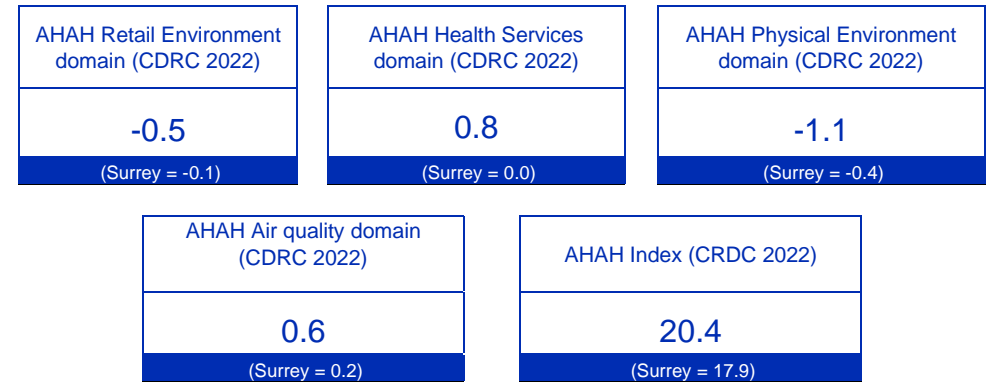 AHAH Retail Environment
domain (CDRC 2022)
-0.5
(Surrey = -0.1)
AHAH Health Services
domain (CDRC 2022)
0.8
(Surrey = 0.0)
AHAH Physical Environment
domain (CDRC 2022)
-1.1
(Surrey = -0.4)
AHAH Air quality domain
(CDRC 2022)
0.6
(Surrey = 0.2)
AHAH Index (CRDC 2022)
20.4
(Surrey = 17.9)